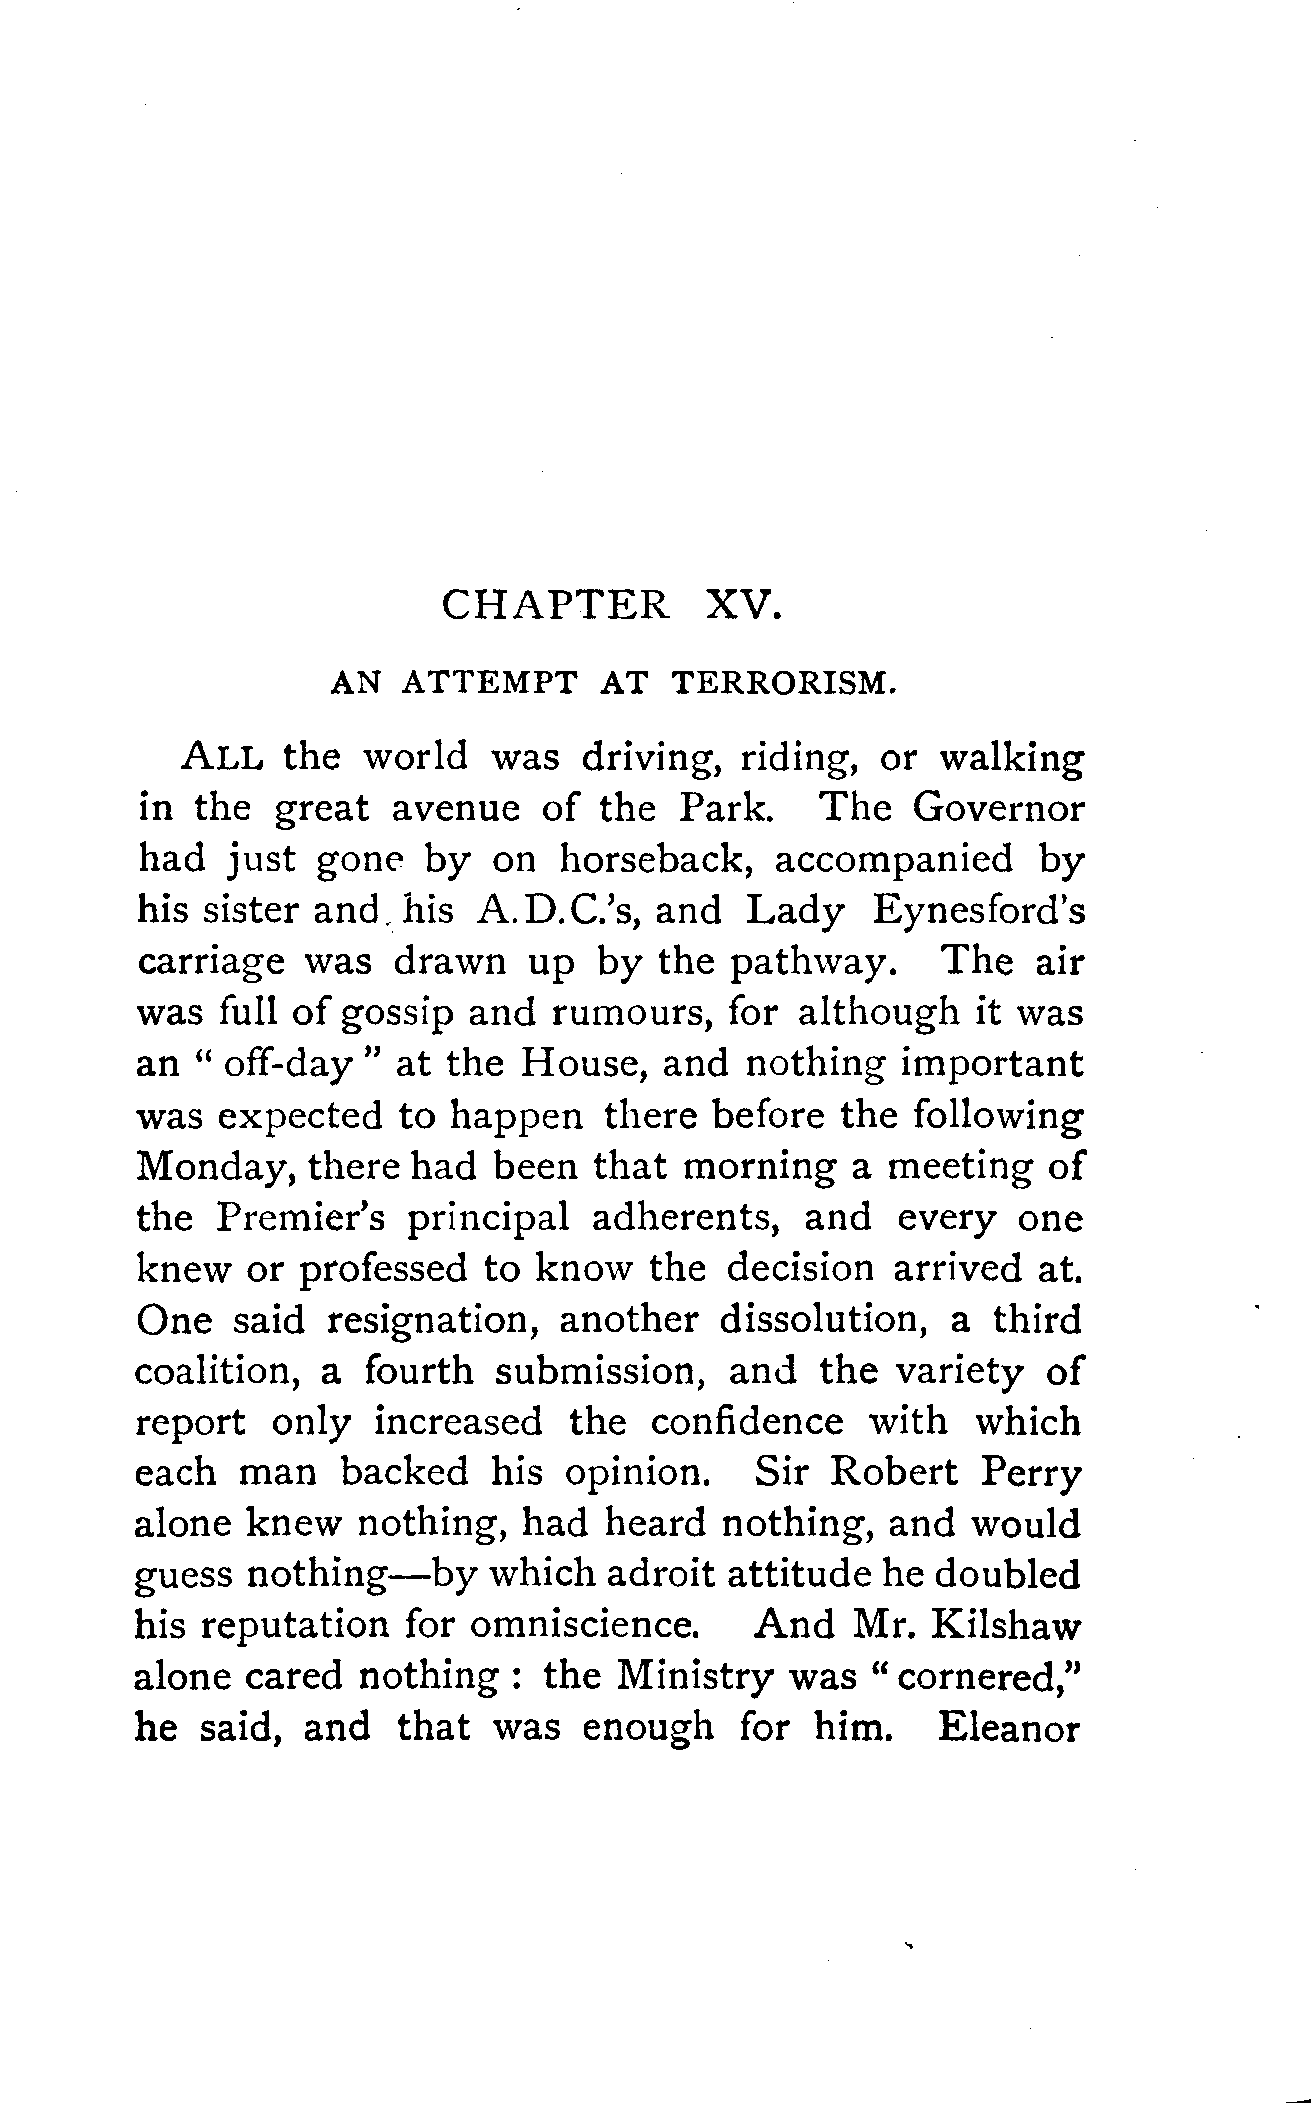 CHAPTER XV.
AN ATTEMPT AT TERRORISM.
ALL the world was driving, riding, or walking
in the great avenue of the Park. The Governor
had just gone by on horseback, accompanied by
his sister and his A.D.C.'s, and Lady Eynesford's
carriage was drawn up by the pathway. The air
was full of gossip and rumours, for although it was
an " off-day " at the House, and nothing important
was expected to happen there before the following
Monday, there had been that morning a meeting of
the Premier's principal adherents, and every one
knew or professed to know the decision arrived at.
One said resignation, another dissolution, a third
coalition, a fourth submission, and the variety of
report only increased the confidence with which
each man backed his opinion. Sir Robert Perry
alone knew nothing, had heard nothing, and would
guess nothing—by which adroit attitude he doubled
his reputation for omniscience. And Mr. Kilshaw
alone cared nothing : the Ministry was " cornered,"
he said, and that was enough for him. Eleanor